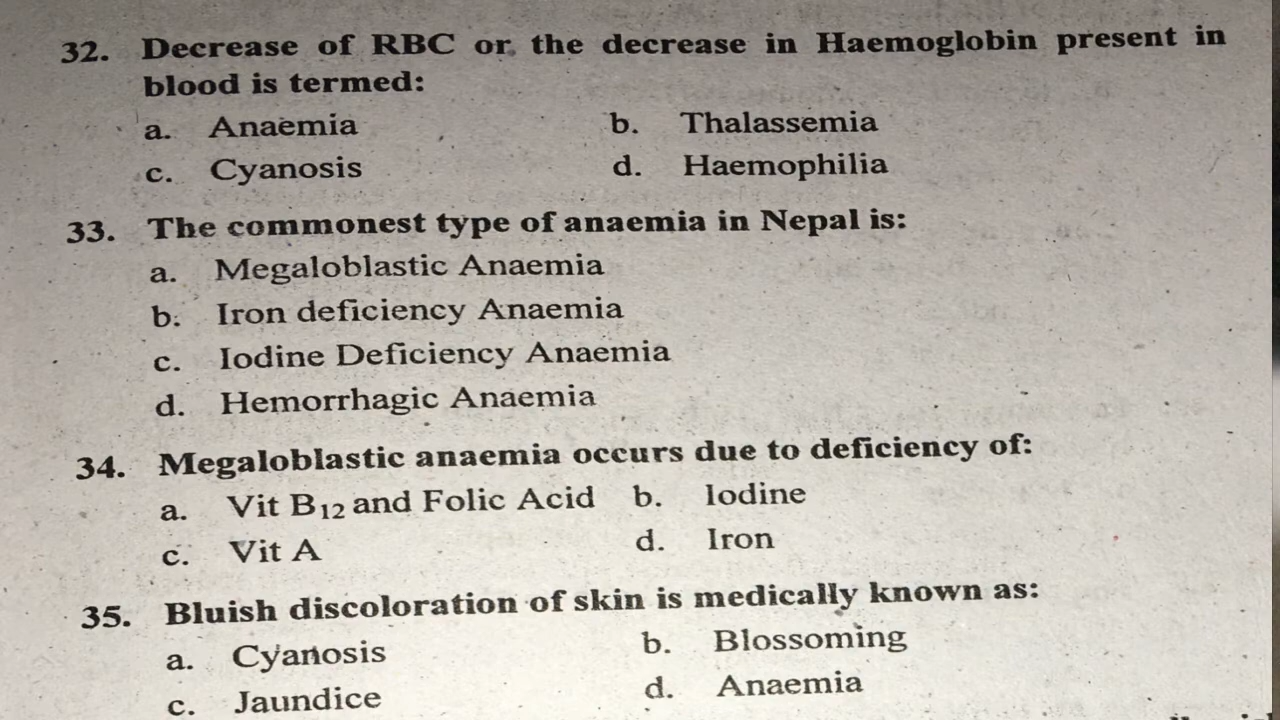 32. Decrease of RBC or the decrease in Haemoglobin present in
blood is termed:
a. Anaemia b. Thalassemia
c. Cyanosis d. Haemophilia
33. The commonest type of anaemia in Nepal is:
a. Megaloblastic Anaemia
b. Iron deficiency Anaemia
c. Iodine Deficiency Anaemia
d. Hemorrhagic Anaemia
34. Megaloblastic anaemia occurs due to deficiency of:
a. Vit B12 and Folic Acid b. Iodine
c. Vit A d. Iron
35. Bluish discoloration of skin is medically known as:
a. Cyanosis b. Blossoming
c. Jaundice d. Anaemia